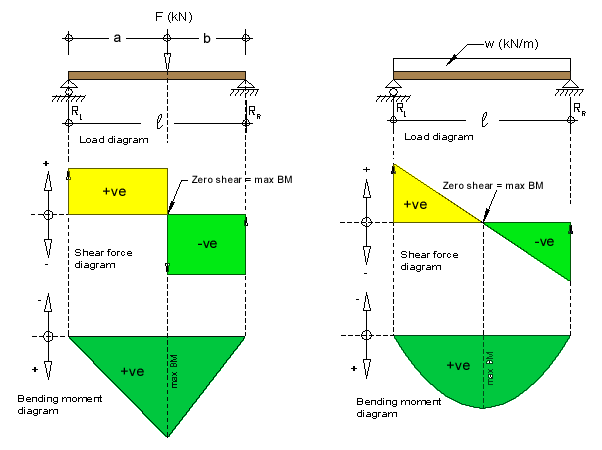 F (kN)
a
b
R_L
R_R
ℓ
Load diagram
+
+ve
Zero shear = max BM
-ve
-
Shear force
diagram
-
+
+ve
max BM
Bending moment
diagram
w (kN/m)
R_L
R_R
ℓ
Load diagram
+
+ve
Zero shear = max BM
-ve
-
Shear force
diagram
-
+
+ve
max BM
Bending moment
diagram